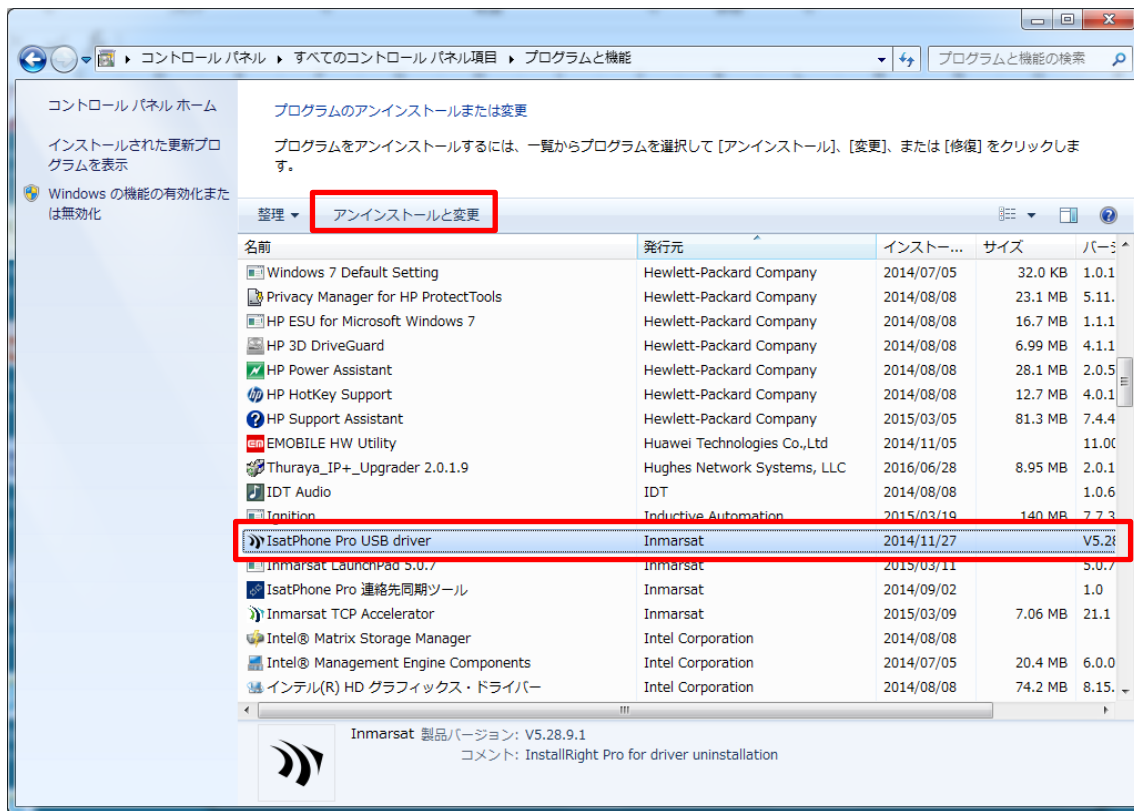 コントロール パネル ▸ すべてのコントロール パネル項目 ▸ プログラムと機能
プログラムと機能の検索
コントロール パネル ホーム
インストールされた更新プロ
グラムを表示
Windows の機能の有効化また
は無効化
プログラムのアンインストールまたは変更
プログラムをアンインストールするには、一覧からプログラムを選択して [アンインストール]、[変更]、または [修復] をクリックしま
す。
整理 アンインストールと変更
名前 発行元 インストー... サイズ バージ
Windows 7 Default Setting Hewlett-Packard Company 2014/07/05 32.0 KB 1.0.1
Privacy Manager for HP ProtectTools Hewlett-Packard Company 2014/08/08 23.1 MB 5.11.
HP ESU for Microsoft Windows 7 Hewlett-Packard Company 2014/08/08 16.7 MB 1.1.1
HP 3D DriveGuard Hewlett-Packard Company 2014/08/08 6.99 MB 4.1.1
HP Power Assistant Hewlett-Packard Company 2014/08/08 28.1 MB 2.0.5
HP HotKey Support Hewlett-Packard Company 2014/08/08 12.7 MB 4.0.1
HP Support Assistant Hewlett-Packard Company 2015/03/05 81.3 MB 7.4.4
EMOBILE HW Utility Huawei Technologies Co.,Ltd 2014/11/05 11.00
Thuraya_IP+_Upgrader 2.0.1.9 Hughes Network Systems, LLC 2016/06/28 8.95 MB 2.0.1
IDT Audio IDT 2014/08/08 1.0.6
Ignition Inductive Automation 2015/03/19 140 MB 7.7.3
IsatPhone Pro USB driver Inmarsat 2014/11/27 V5.28
Inmarsat LaunchPad 5.0.7 Inmarsat 2015/03/11 5.0.7
IsatPhone Pro 連絡先同期ツール Inmarsat 2014/09/02 1.0
Inmarsat TCP Accelerator Inmarsat 2015/03/09 7.06 MB 21.1
Intel® Matrix Storage Manager Intel Corporation 2014/08/08
Intel® Management Engine Components Intel Corporation 2014/07/05 20.4 MB 6.0.0
インテル(R) HD グラフィックス・ドライバー Intel Corporation 2014/08/08 74.2 MB 8.15.
Inmarsat 製品バージョン: V5.28.9.1
コメント: InstallRight Pro for driver uninstallation